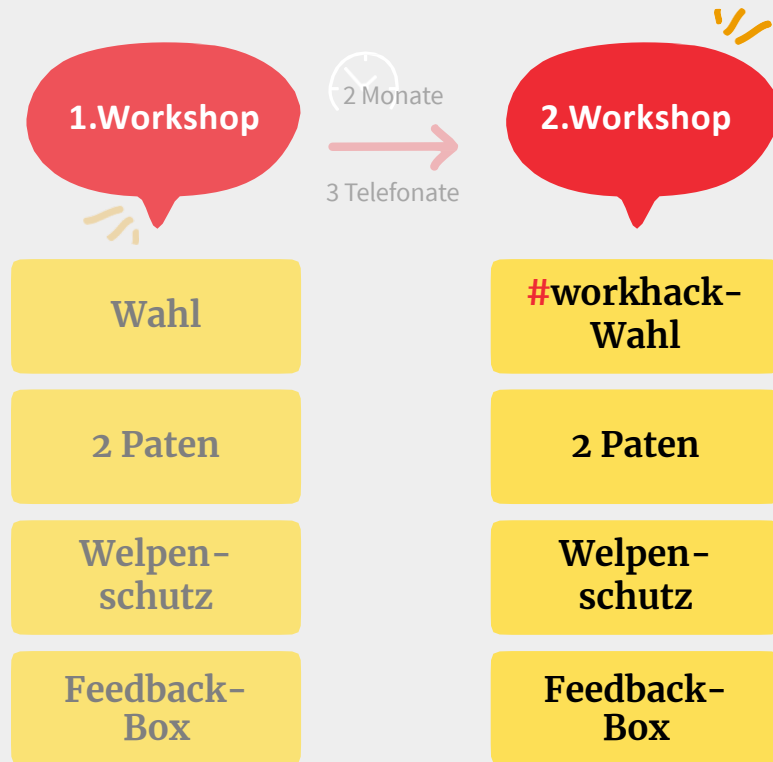 1.Workshop
2 Monate
3 Telefonate
2.Workshop
Wahl
2 Paten
Welpen-
schutz
Feedback-
Box
#workhack-
Wahl
2 Paten
Welpen-
schutz
Feedback-
Box